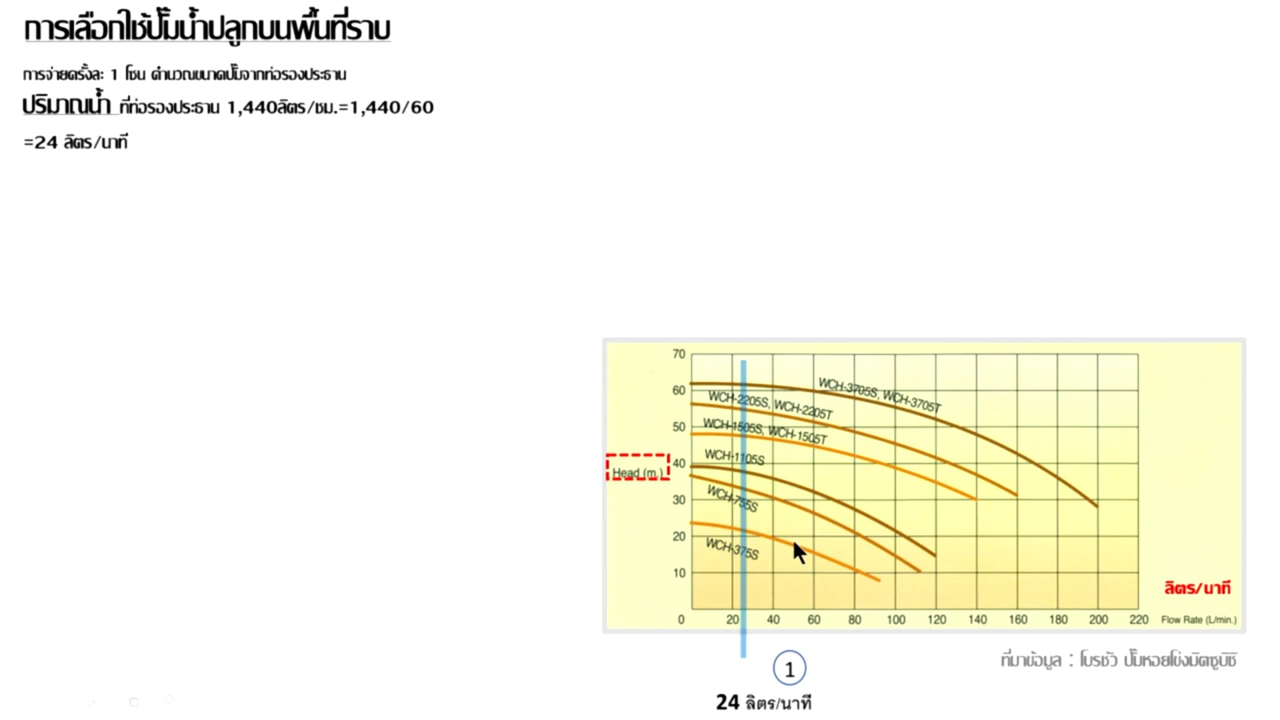 การเลือกใช้ปั๊มน้ำปลูกบนพื้นที่ราบ
การจ่ายครั้งละ 1 โซน คำนวณขนาดปั๊มจากท่อรองประธาน
ปริมาณน้ำ ที่ท่อรองประธาน 1,440ลิตร/ชม.=1,440/60
=24 ลิตร/นาที
70
60
50
40
30
20
10
Head (m.)
WCH-3705S, WCH-3705T
WCH-2205S, WCH-2205T
WCH-1505S, WCH-1505T
WCH-1105S
WCH-755S
WCH-375S
ลิตร/นาที
0 20 40 60 80 100 120 140 160 180 200 220 Flow Rate (L/min.)
ที่มาข้อมูล : โบรชัว ปั๊มหอยโข่งมิตซูบิชิ
1
24 ลิตร/นาที